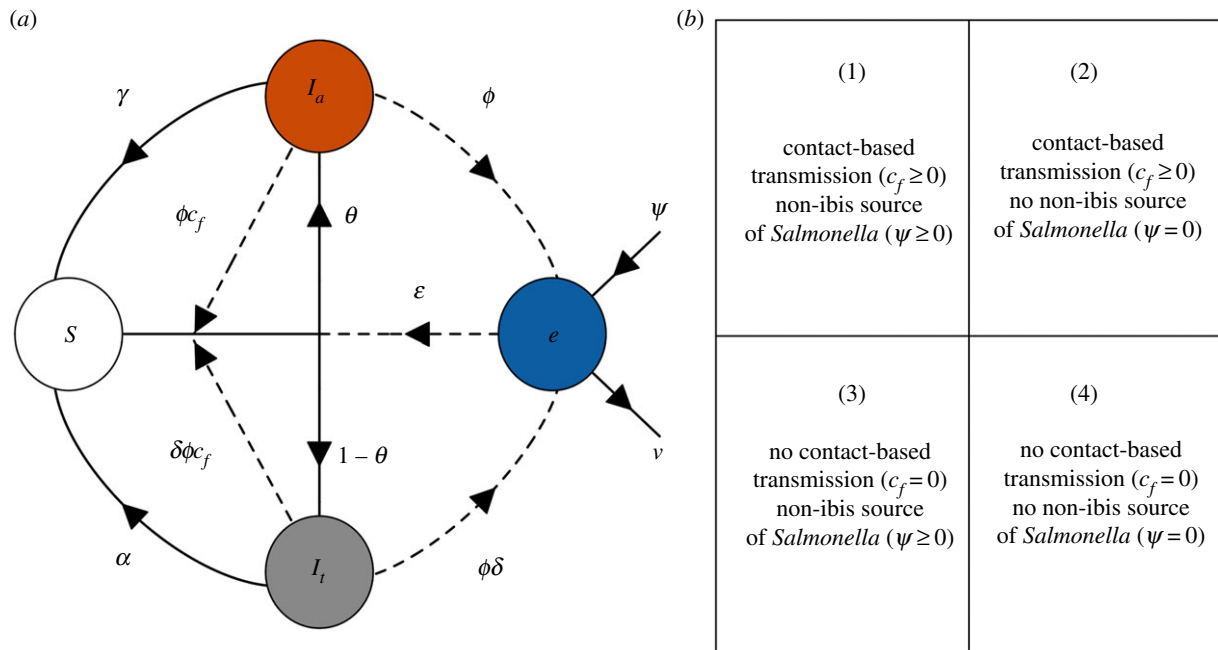 (a)
I_a
γ
ϕ
ϕc_f
θ
ψ
S
ε
e
δϕc_f
1 – θ
ν
α
I_t
ϕδ
(b)
(1)
contact-based
transmission (c_f ≥ 0)
non-ibis source
of Salmonella (ψ ≥ 0)
(2)
contact-based
transmission (c_f ≥ 0)
no non-ibis source
of Salmonella (ψ = 0)
(3)
no contact-based
transmission (c_f = 0)
non-ibis source
of Salmonella (ψ ≥ 0)
(4)
no contact-based
transmission (c_f = 0)
no non-ibis source
of Salmonella (ψ = 0)